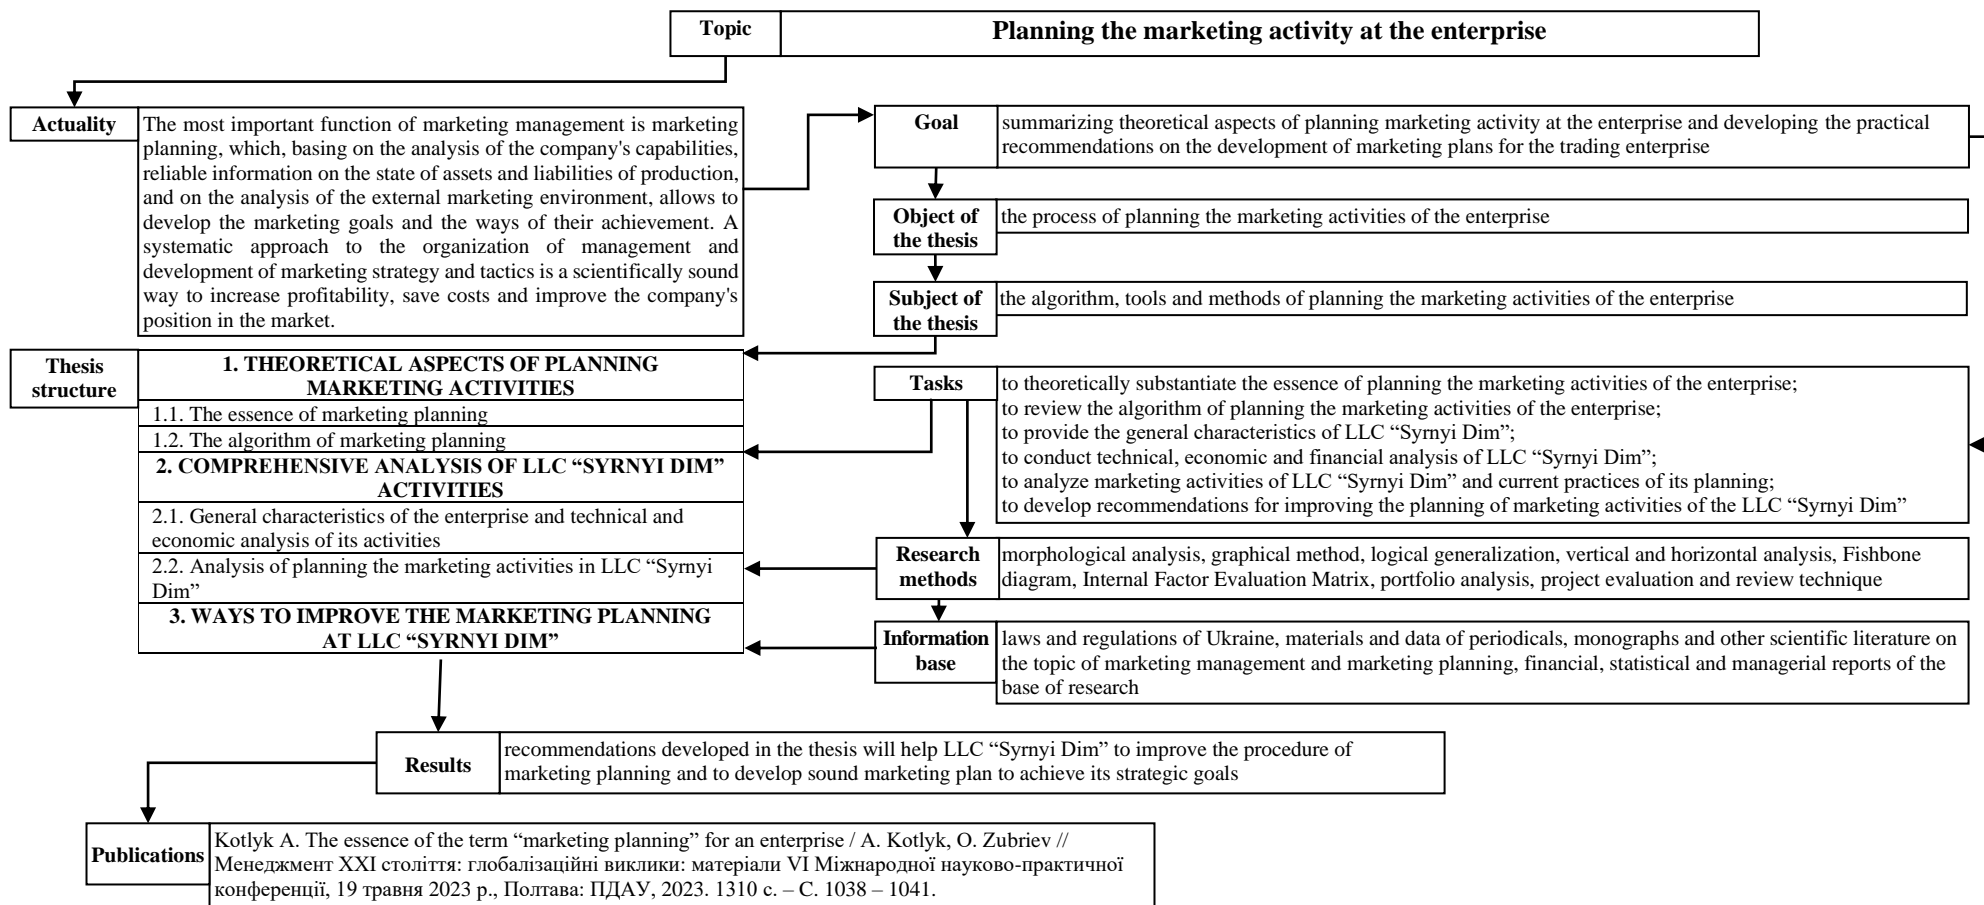 Topic
Planning the marketing activity at the enterprise
Actuality
The most important function of marketing management is marketing
planning, which, basing on the analysis of the company's capabilities,
reliable information on the state of assets and liabilities of production,
and on the analysis of the external marketing environment, allows to
develop the marketing goals and the ways of their achievement. A
systematic approach to the organization of management and
development of marketing strategy and tactics is a scientifically sound
way to increase profitability, save costs and improve the company's
position in the market.
Goal
summarizing theoretical aspects of planning marketing activity at the enterprise and developing the practical
recommendations on the development of marketing plans for the trading enterprise
Object of
the thesis
the process of planning the marketing activities of the enterprise
Subject of
the thesis
the algorithm, tools and methods of planning the marketing activities of the enterprise
Thesis
structure
1. THEORETICAL ASPECTS OF PLANNING
MARKETING ACTIVITIES
1.1. The essence of marketing planning
1.2. The algorithm of marketing planning
2. COMPREHENSIVE ANALYSIS OF LLC “SYRNYI DIM”
ACTIVITIES
2.1. General characteristics of the enterprise and technical and
economic analysis of its activities
2.2. Analysis of planning the marketing activities in LLC “Syrnyi
Dim”
3. WAYS TO IMPROVE THE MARKETING PLANNING
AT LLC “SYRNYI DIM”
Tasks
to theoretically substantiate the essence of planning the marketing activities of the enterprise;
to review the algorithm of planning the marketing activities of the enterprise;
to provide the general characteristics of LLC “Syrnyi Dim”;
to conduct technical, economic and financial analysis of LLC “Syrnyi Dim”;
to analyze marketing activities of LLC “Syrnyi Dim” and current practices of its planning;
to develop recommendations for improving the planning of marketing activities of the LLC “Syrnyi Dim”
Research
methods
morphological analysis, graphical method, logical generalization, vertical and horizontal analysis, Fishbone
diagram, Internal Factor Evaluation Matrix, portfolio analysis, project evaluation and review technique
Information
base
laws and regulations of Ukraine, materials and data of periodicals, monographs and other scientific literature on
the topic of marketing management and marketing planning, financial, statistical and managerial reports of the
base of research
Results
recommendations developed in the thesis will help LLC “Syrnyi Dim” to improve the procedure of
marketing planning and to develop sound marketing plan to achieve its strategic goals
Publications
Kotlyk A. The essence of the term “marketing planning” for an enterprise / A. Kotlyk, O. Zubriev //
Менеджмент ХХІ століття: глобалізаційні виклики: матеріали VI Міжнародної науково-практичної
конференції, 19 травня 2023 р., Полтава: ПДАУ, 2023. 1310 с. – С. 1038 – 1041.